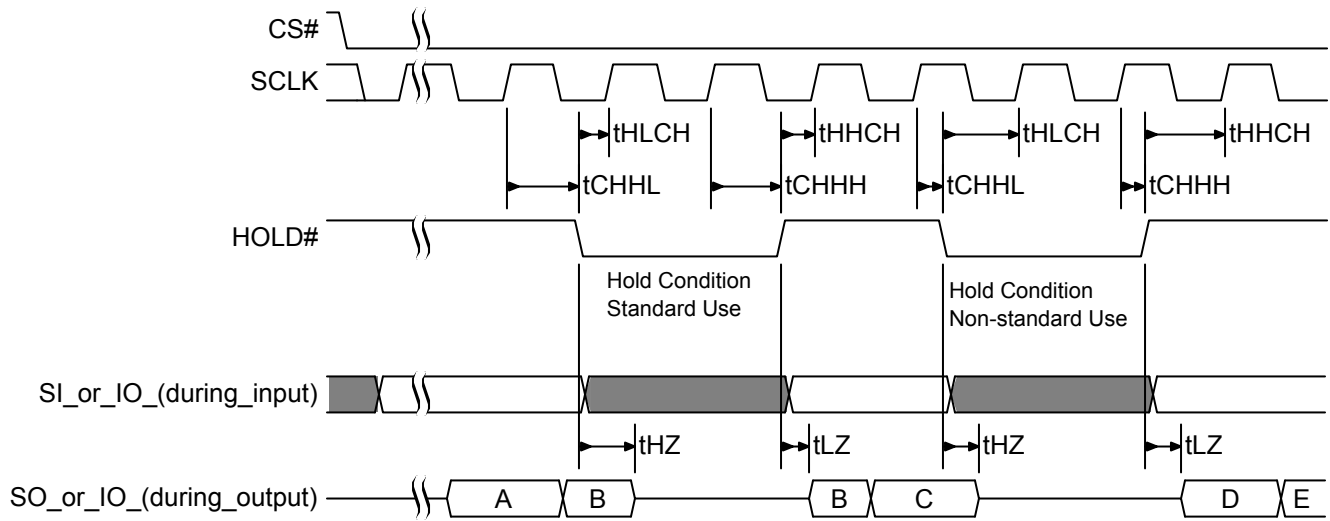 CS#
SCLK
tHLCH tHHCH tHLCH tHHCH
tCHHL tCHHH tCHHL tCHHH
HOLD#
Hold Condition
Standard Use
Hold Condition
Non-standard Use
SI_or_IO_(during_input)
tHZ tLZ tHZ tLZ
SO_or_IO_(during_output) A B B C D E